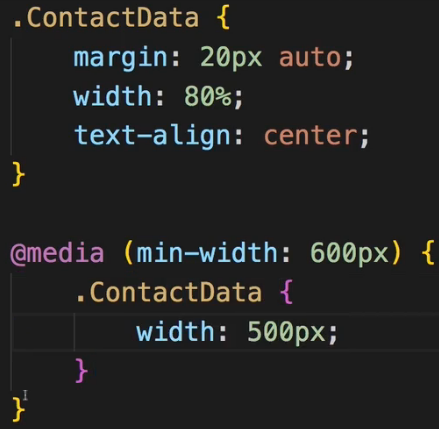 .ContactData {
    margin: 20px auto;
    width: 80%;
    text-align: center;
}

@media (min-width: 600px) {
    .ContactData {
        width: 500px;
    }
}